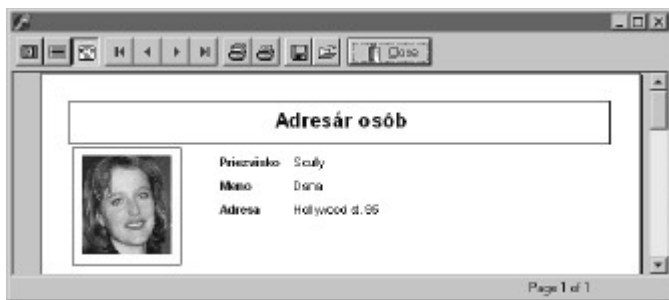 Close
Adresár osôb
Priezvisko Scully
Meno Dana
Adresa Hollywood st. 95
Page 1 of 1